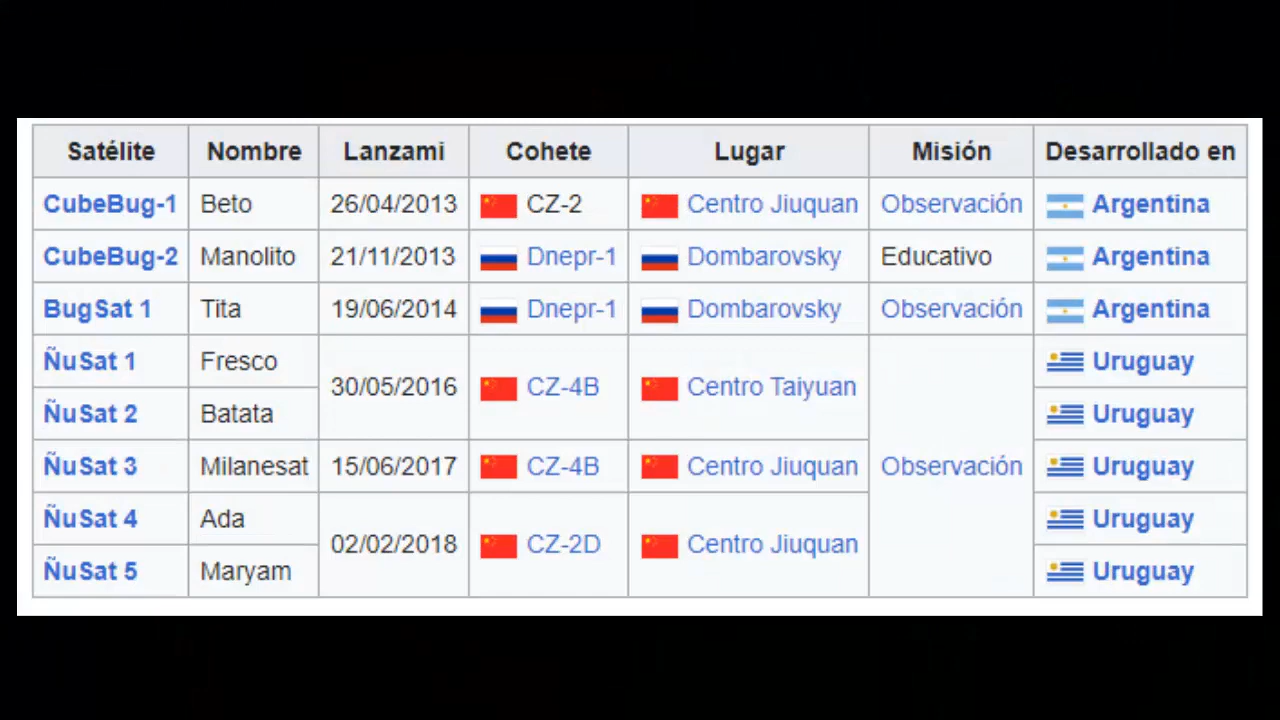 Satélite Nombre Lanzami Cohete Lugar Misión Desarrollado en
CubeBug-1 Beto 26/04/2013 CZ-2 Centro Jiuquan Observación Argentina
CubeBug-2 Manolito 21/11/2013 Dnepr-1 Dombarovsky Educativo Argentina
BugSat 1 Tita 19/06/2014 Dnepr-1 Dombarovsky Observación Argentina
ÑuSat 1 Fresco 30/05/2016 CZ-4B Centro Taiyuan Observación Uruguay
ÑuSat 2 Batata Uruguay
ÑuSat 3 Milanesat 15/06/2017 CZ-4B Centro Jiuquan Uruguay
ÑuSat 4 Ada 02/02/2018 CZ-2D Centro Jiuquan Uruguay
ÑuSat 5 Maryam Uruguay